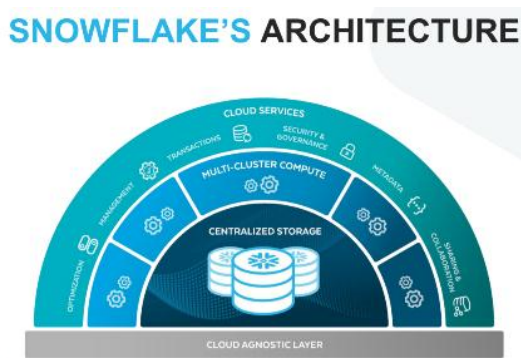 SNOWFLAKE'S ARCHITECTURE
CLOUD SERVICES
OPTIMIZATION
MANAGEMENT
TRANSACTIONS
SECURITY &
GOVERNANCE
METADATA
SHARING &
COLLABORATION
MULTI-CLUSTER COMPUTE
CENTRALIZED STORAGE
CLOUD AGNOSTIC LAYER